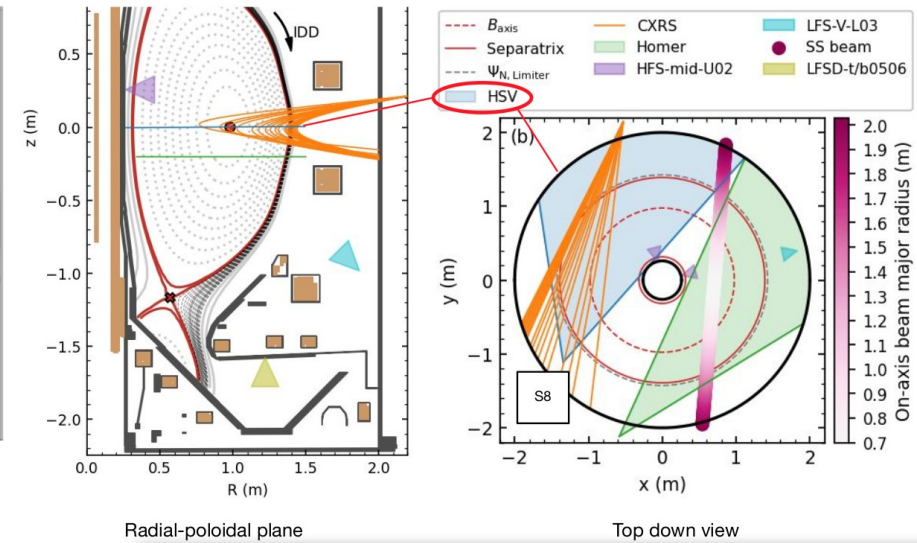 B_axis
Separatrix
Ψ_N, Limiter
HSV
CXRS
Homer
HFS-mid-U02
LFS-V-L03
SS beam
LFSD-t/b0506
IDD
0.5
0.0
−0.5
−1.0
−1.5
−2.0
z (m)
0.0
0.5
1.0
1.5
2.0
R (m)
Radial-poloidal plane
(b)
2
1
0
−1
−2
y (m)
S8
−2
−1
0
1
2
x (m)
Top down view
2.0
1.9
1.8
1.7
1.6
1.5
1.4
1.3
1.2
1.1
1.0
0.9
0.8
0.7
On-axis beam major radius (m)